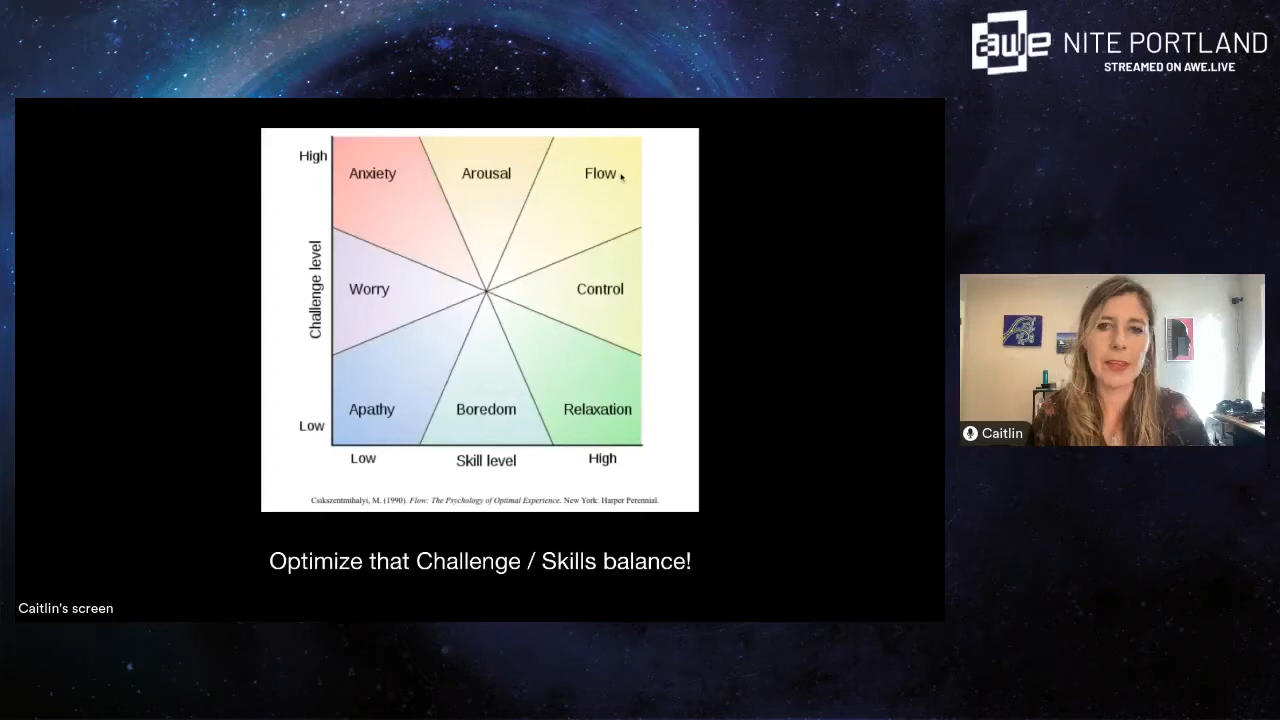 awe NITE PORTLAND
STREAMED ON AWE.LIVE
High
Anxiety
Arousal
Flow
Challenge level
Worry
Control
Apathy
Boredom
Relaxation
Low
Low
Skill level
High
Csikszentmihalyi, M. (1990). Flow: The Psychology of Optimal Experience. New York: Harper Perennial.
Optimize that Challenge / Skills balance!
Caitlin's screen
Caitlin